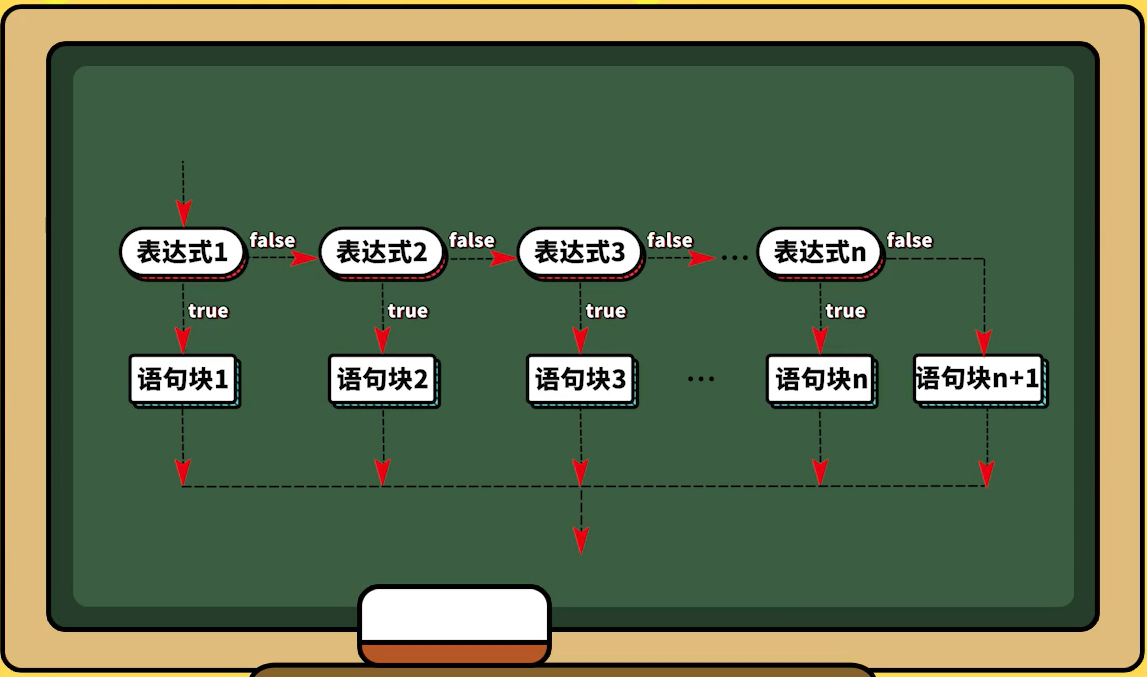 表达式1 false 表达式2 false 表达式3 false ••• 表达式n false
true true true true
语句块1 语句块2 语句块3 ••• 语句块n 语句块n+1